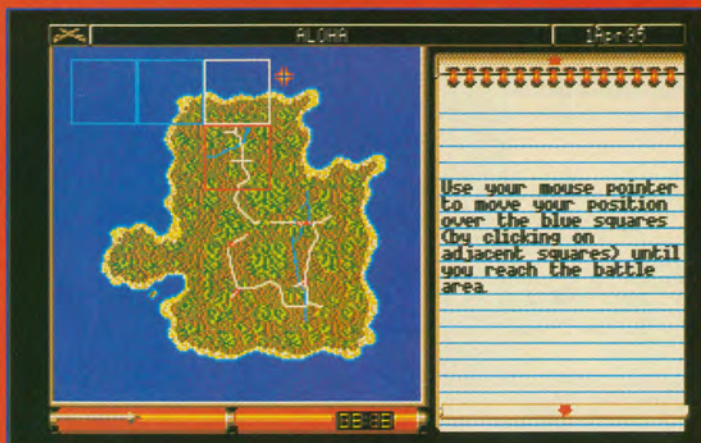 ALOHA
1Apr95
Use your mouse pointer
to move your position
over the blue squares
(by clicking on
adjacent squares) until
you reach the battle
area.